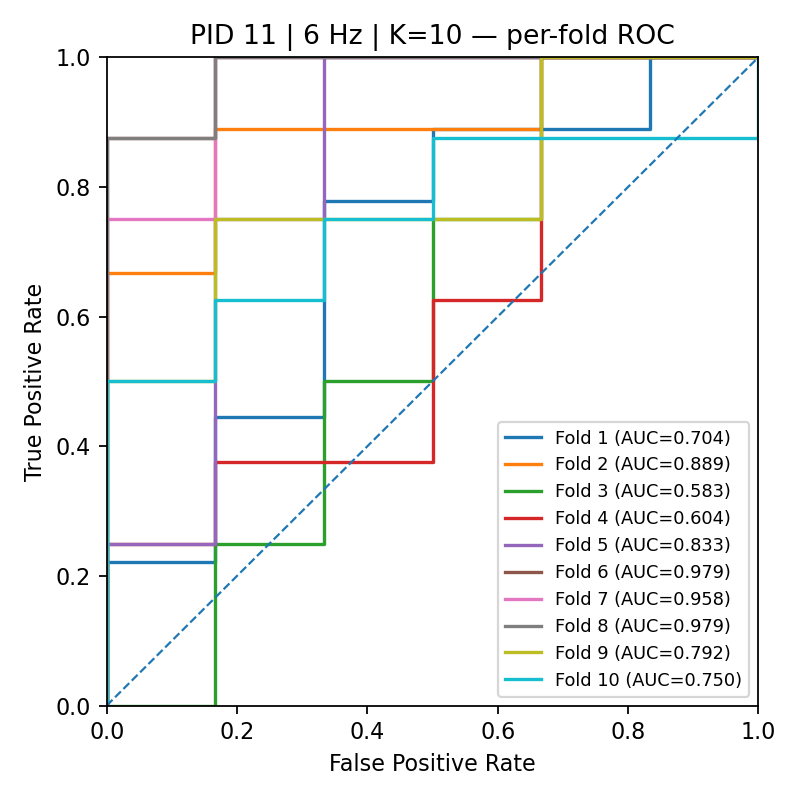 PID 11 | 6 Hz | K=10 — per-fold ROC
1.0
0.8
0.6
0.4
0.2
0.0
True Positive Rate
Fold 1 (AUC=0.704)
Fold 2 (AUC=0.889)
Fold 3 (AUC=0.583)
Fold 4 (AUC=0.604)
Fold 5 (AUC=0.833)
Fold 6 (AUC=0.979)
Fold 7 (AUC=0.958)
Fold 8 (AUC=0.979)
Fold 9 (AUC=0.792)
Fold 10 (AUC=0.750)
0.0 0.2 0.4 0.6 0.8 1.0
False Positive Rate